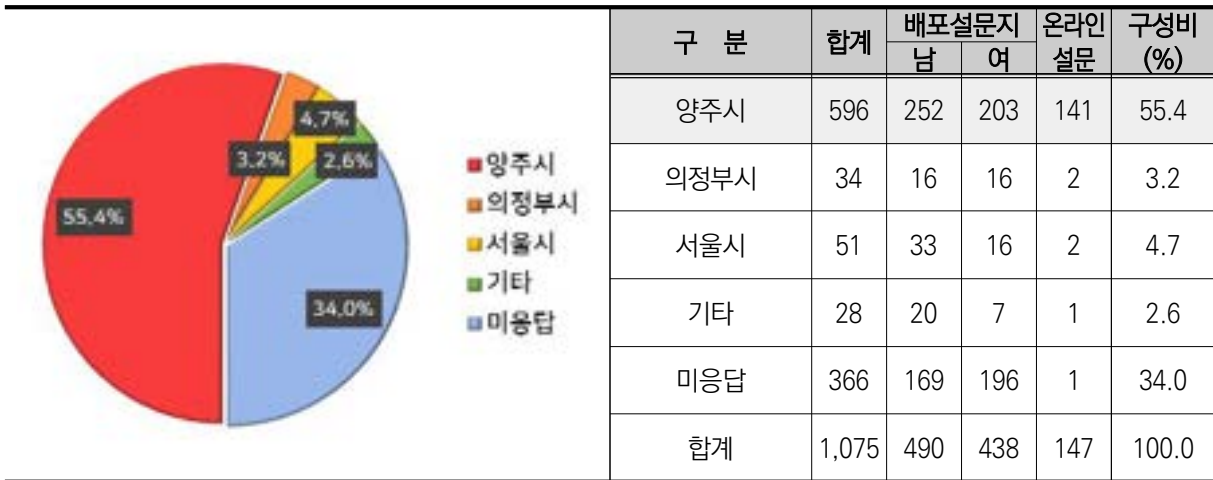 4.7%
3.2%
2.6%
55.4%
34.0%
양주시
의정부시
서울시
기타
미응답
구 분 합계 배포설문지 온라인 구성비
남 여 설문 (%)
양주시 596 252 203 141 55.4
의정부시 34 16 16 2 3.2
서울시 51 33 16 2 4.7
기타 28 20 7 1 2.6
미응답 366 169 196 1 34.0
합계 1,075 490 438 147 100.0